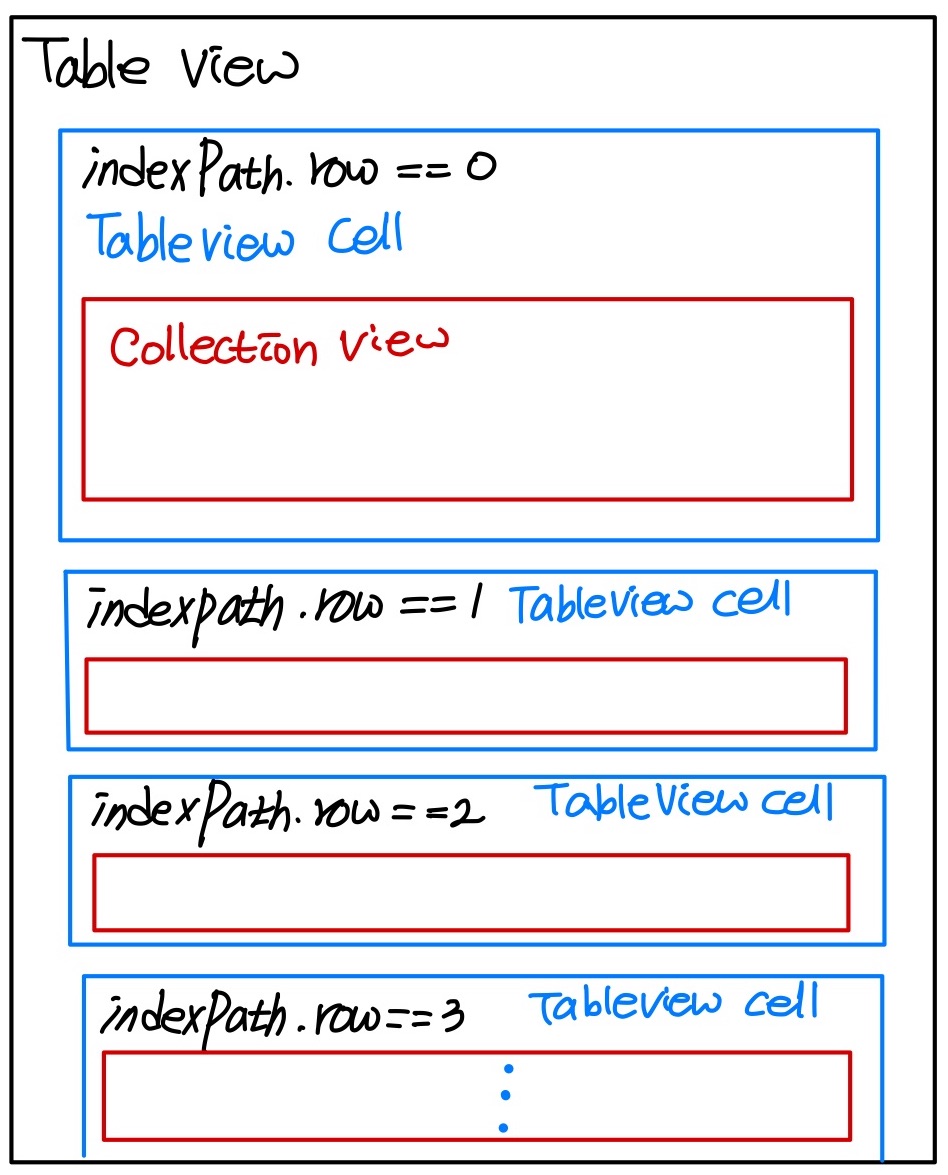 Table View
indexPath.row == 0
Tableview Cell
Collection View
indexpath.row == 1 Tableview cell
indexPath.row==2 TableView cell
indexPath.row==3 Tableview cell